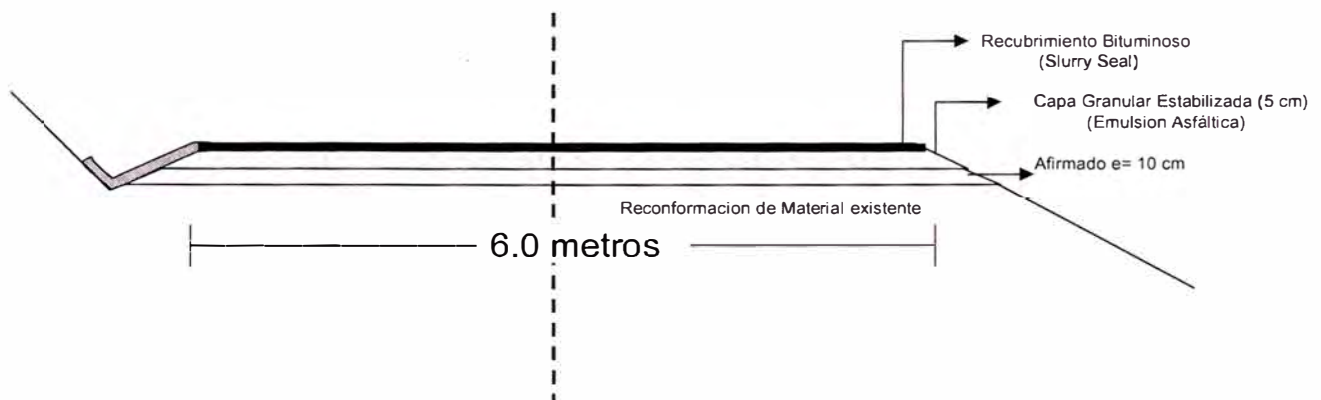 Recubrimiento Bituminoso
(Slurry Seal)
Capa Granular Estabilizada (5 cm)
(Emulsion Asfáltica)
Afirmado e= 10 cm
Reconformacion de Material existente
6.0 metros